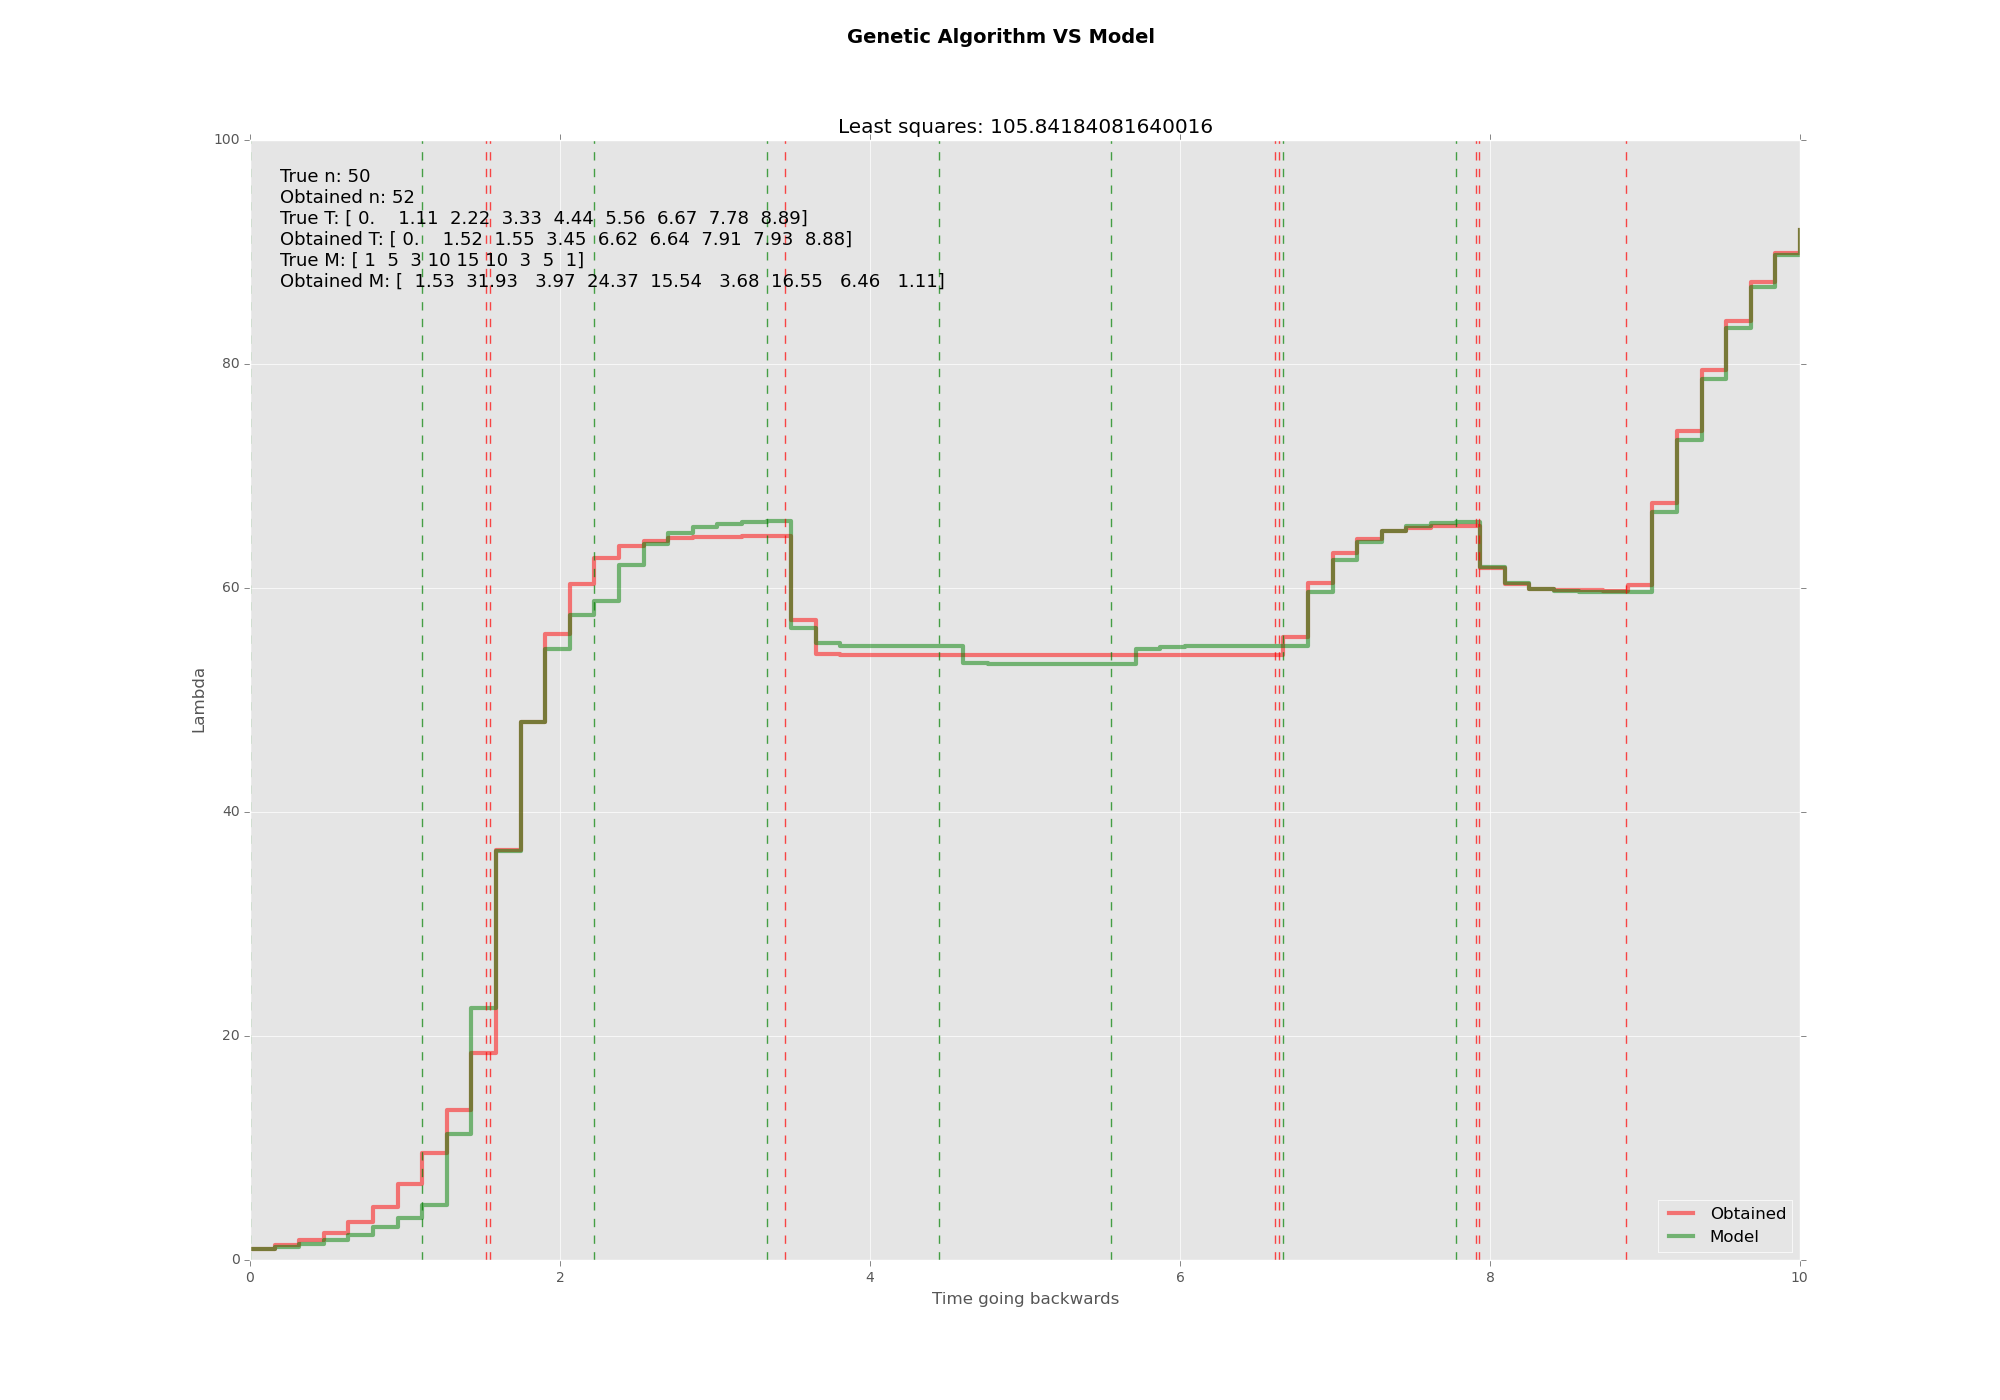 Genetic Algorithm VS Model
Least squares: 105.84184081640016
True n: 50
Obtained n: 52
True T: [ 0.    1.11  2.22  3.33  4.44  5.56  6.67  7.78  8.89]
Obtained T: [ 0.    1.52  1.55  3.45  6.62  6.64  7.91  7.93  8.88]
True M: [ 1  5  3 10 15 10  3  5  1]
Obtained M: [  1.53  31.93   3.97  24.37  15.54   3.68  16.55   6.46   1.11]
100
80
60
40
20
0
Lambda
Obtained
Model
0 2 4 6 8 10
Time going backwards